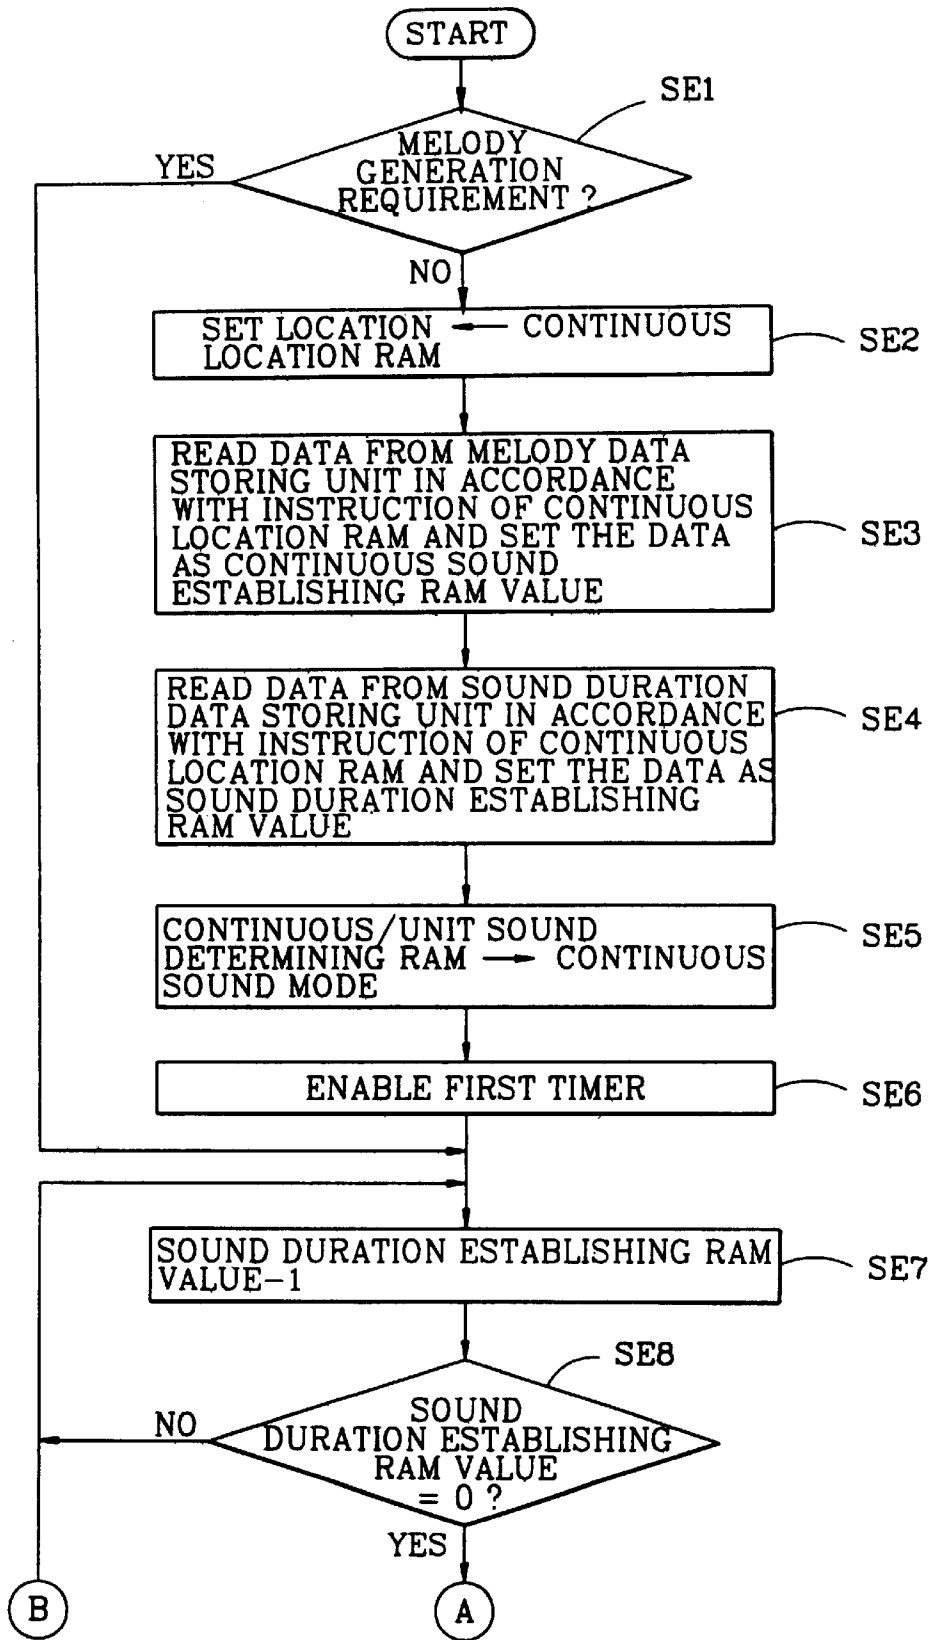 START
SE1
MELODY
GENERATION
REQUIREMENT ?
YES
NO
SET LOCATION ← CONTINUOUS
LOCATION RAM
SE2
READ DATA FROM MELODY DATA
STORING UNIT IN ACCORDANCE
WITH INSTRUCTION OF CONTINUOUS
LOCATION RAM AND SET THE DATA
AS CONTINUOUS SOUND
ESTABLISHING RAM VALUE
SE3
READ DATA FROM SOUND DURATION
DATA STORING UNIT IN ACCORDANCE
WITH INSTRUCTION OF CONTINUOUS
LOCATION RAM AND SET THE DATA AS
SOUND DURATION ESTABLISHING
RAM VALUE
SE4
CONTINUOUS/UNIT SOUND
DETERMINING RAM → CONTINUOUS
SOUND MODE
SE5
ENABLE FIRST TIMER
SE6
SOUND DURATION ESTABLISHING RAM
VALUE-1
SE7
SE8
SOUND
DURATION ESTABLISHING
RAM VALUE
= 0 ?
NO
YES
B
A